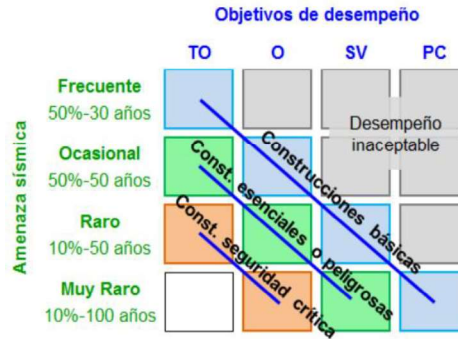 Objetivos de desempeño
TO O SV PC
Amenaza sísmica
Frecuente
50%-30 años
Ocasional
50%-50 años
Raro
10%-50 años
Muy Raro
10%-100 años
Desempeño
inaceptable
Construcciones básicas
Const. esenciales o peligrosas
Const. seguridad crítica